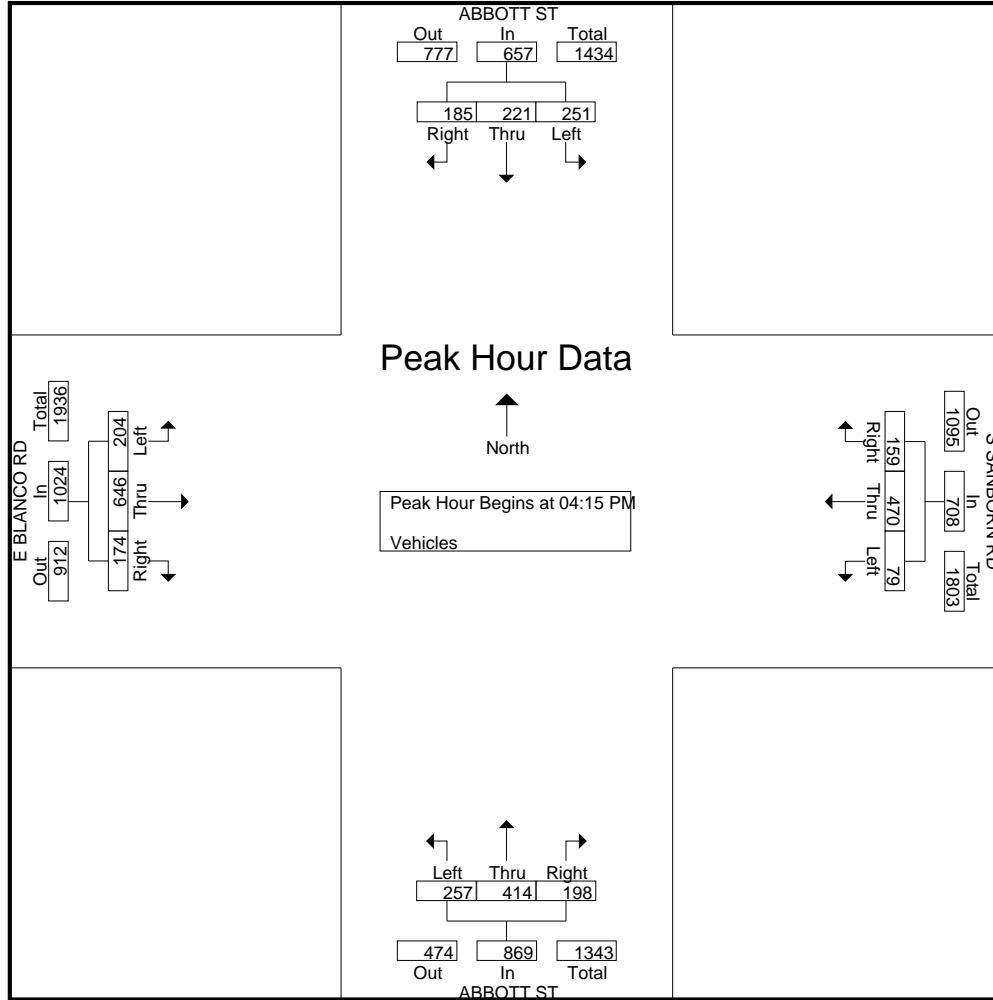 ABBOTT ST
Out In Total
777 657 1434
185 221 251
Right Thru Left
Peak Hour Data
North
Peak Hour Begins at 04:15 PM
Vehicles
E BLANCO RD
Out In Total
912 1024 1936
174 646 204
Right Thru Left
S SANBORN RD
Out In Total
1095 708 1803
159 470 79
Right Thru Left
Left Thru Right
257 414 198
474 869 1343
Out In Total
ABBOTT ST